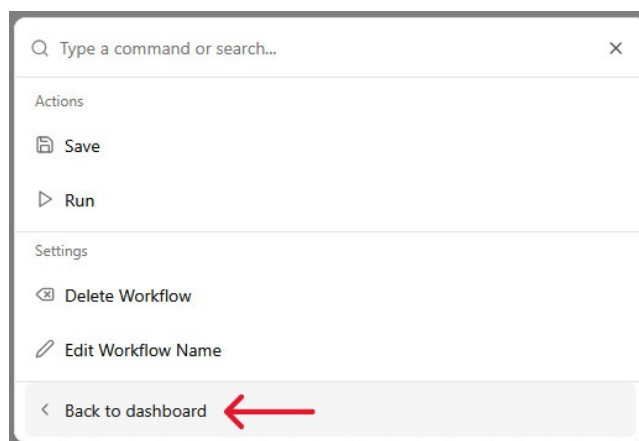 Type a command or search...
Actions
Save
Run
Settings
Delete Workflow
Edit Workflow Name
Back to dashboard